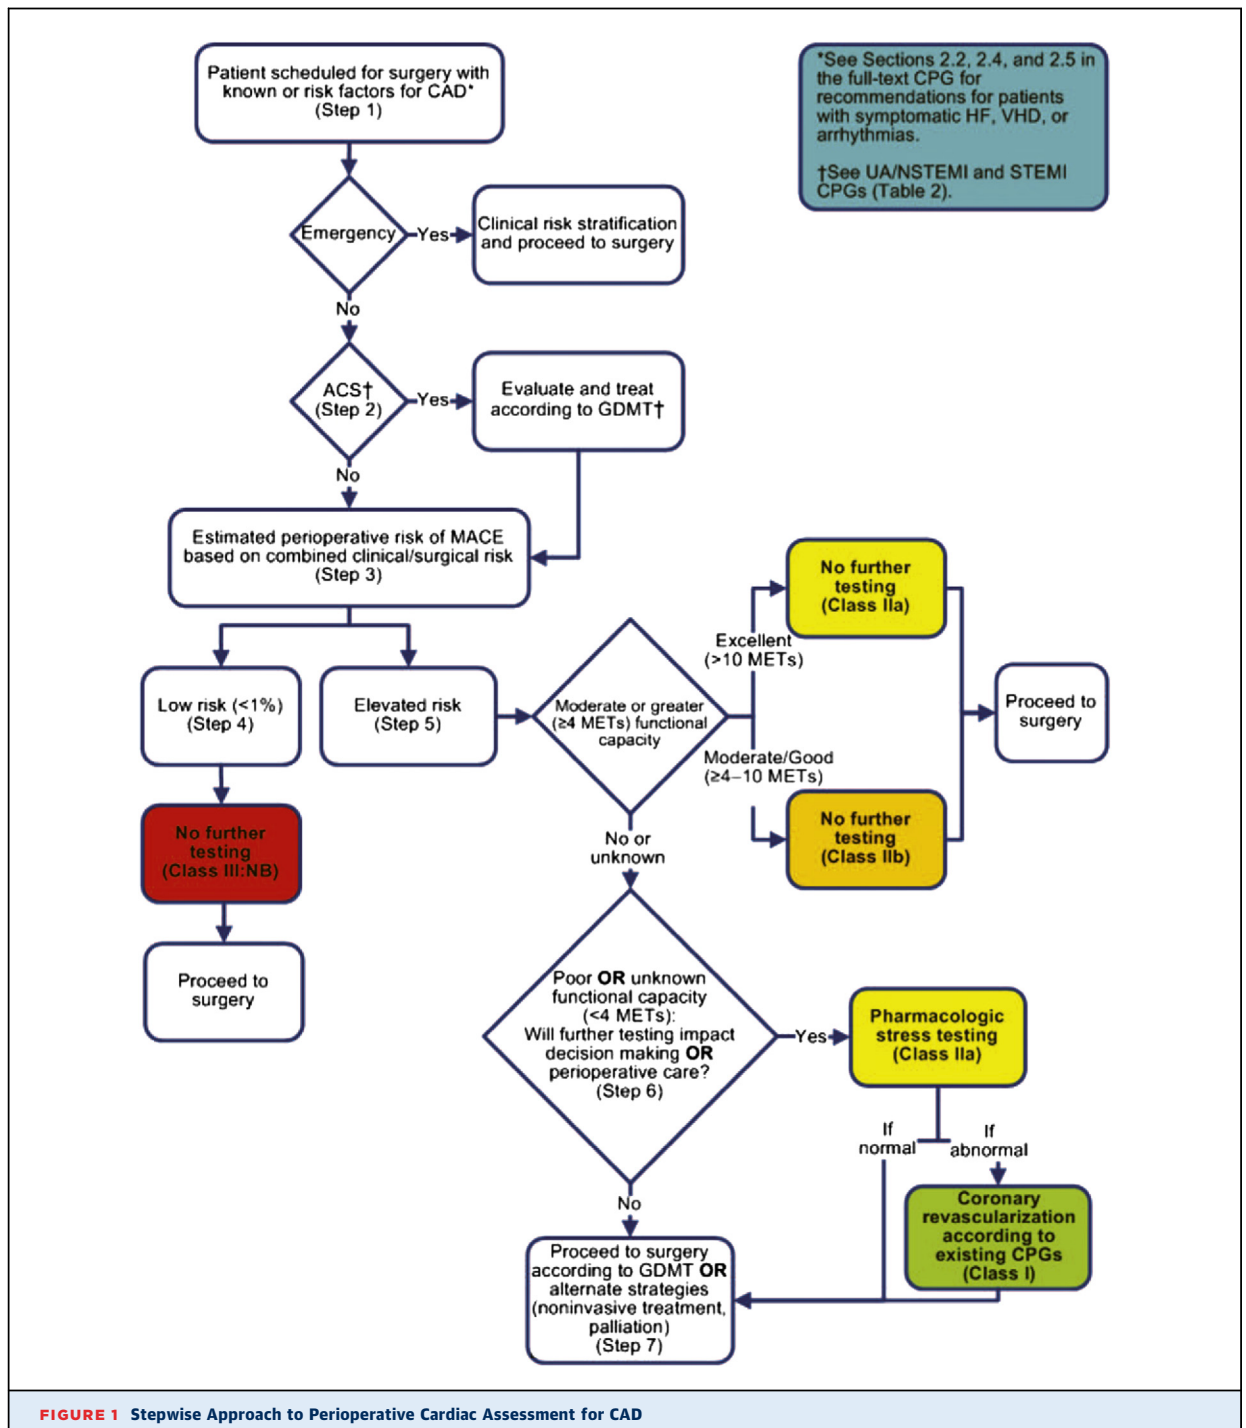 Patient scheduled for surgery with
known or risk factors for CAD*
(Step 1)
*See Sections 2.2, 2.4, and 2.5 in
the full-text CPG for
recommendations for patients
with symptomatic HF, VHD, or
arrhythmias.
†See UA/NSTEMI and STEMI
CPGs (Table 2).
Emergency
Yes
Clinical risk stratification
and proceed to surgery
No
ACS†
(Step 2)
Yes
Evaluate and treat
according to GDMT†
No
Estimated perioperative risk of MACE
based on combined clinical/surgical risk
(Step 3)
Low risk (<1%)
(Step 4)
Elevated risk
(Step 5)
Moderate or greater
(≥4 METs) functional
capacity
Excellent
(>10 METs)
No further
testing
(Class IIa)
Moderate/Good
(≥4–10 METs)
No further
testing
(Class IIb)
Proceed to
surgery
No further
testing
(Class III:NB)
Proceed to
surgery
No or
unknown
Poor OR unknown
functional capacity
(<4 METs):
Will further testing impact
decision making OR
perioperative care?
(Step 6)
Yes
Pharmacologic
stress testing
(Class IIa)
If
normal
If
abnormal
Coronary
revascularization
according to
existing CPGs
(Class I)
No
Proceed to surgery
according to GDMT OR
alternate strategies
(noninvasive treatment,
palliation)
(Step 7)
FIGURE 1 Stepwise Approach to Perioperative Cardiac Assessment for CAD